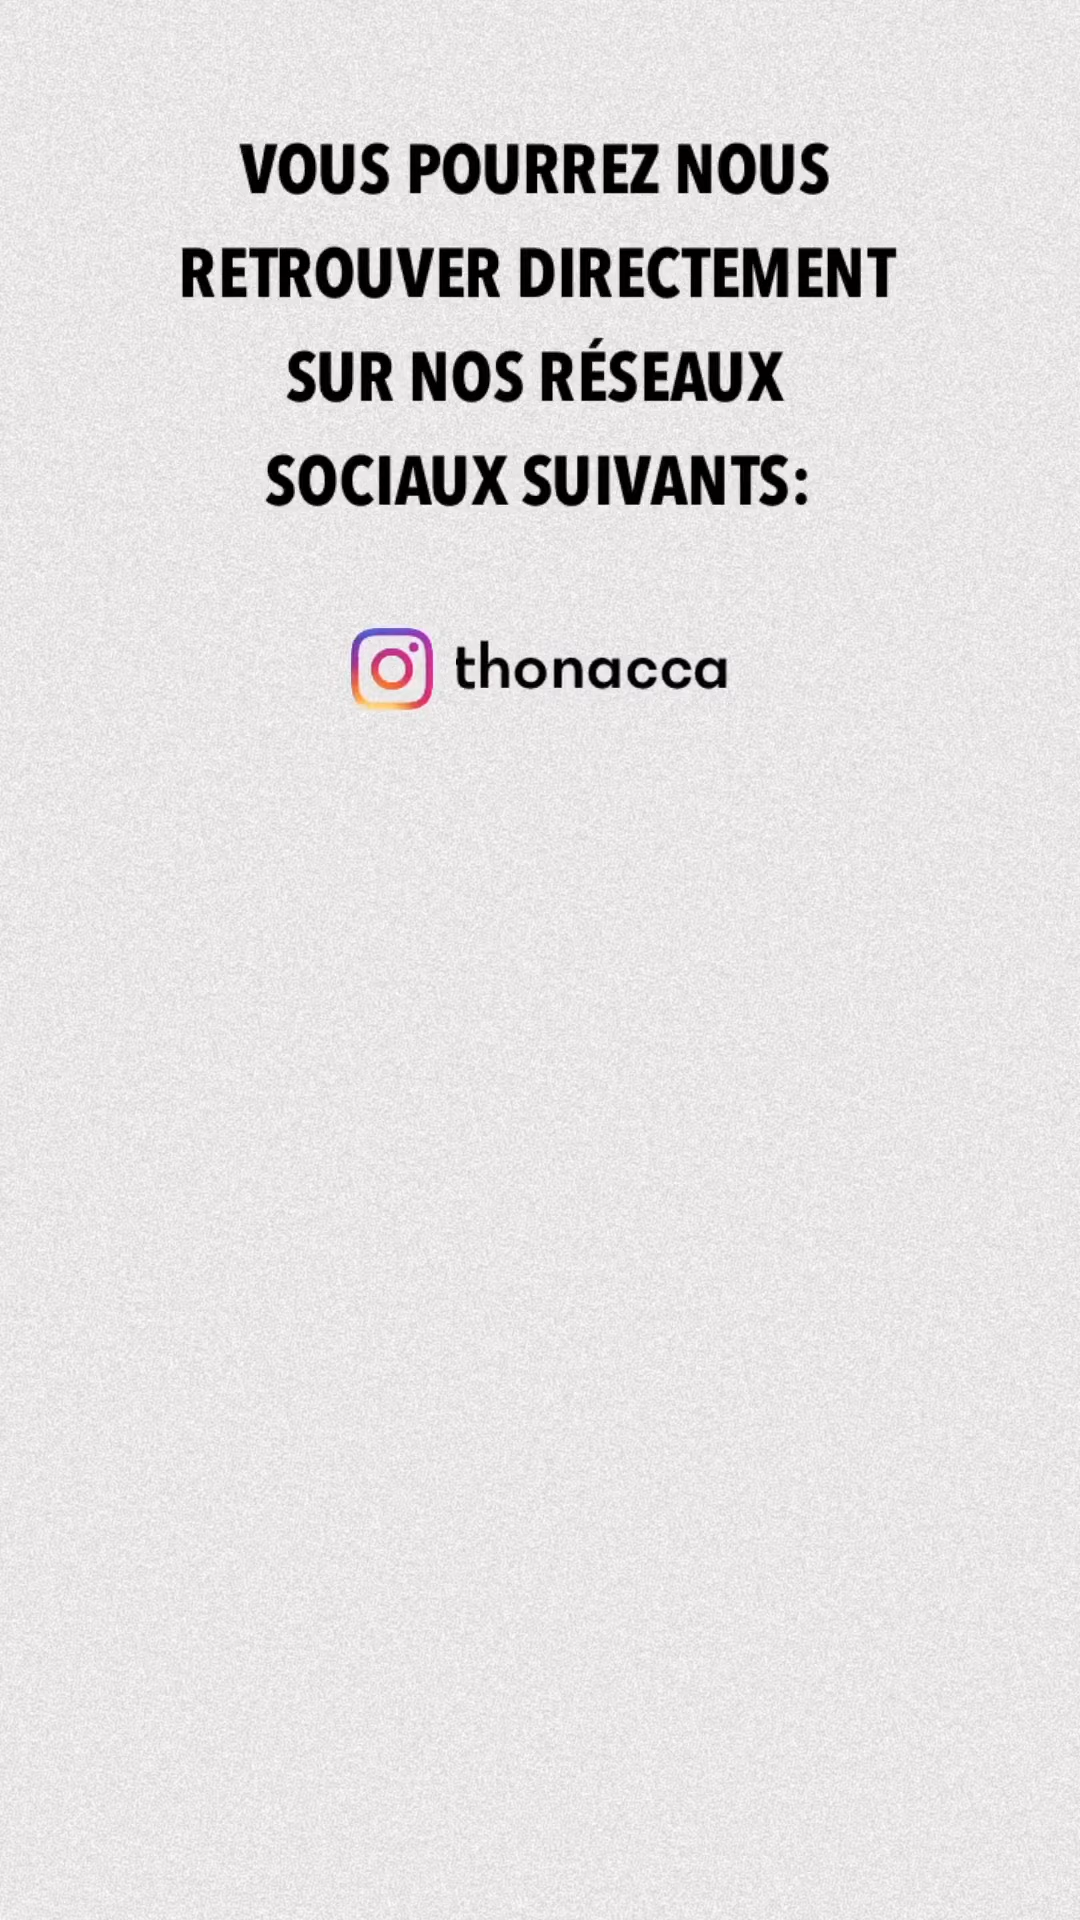 VOUS POURREZ NOUS
RETROUVER DIRECTEMENT
SUR NOS RÉSEAUX
SOCIAUX SUIVANTS:
thonacca